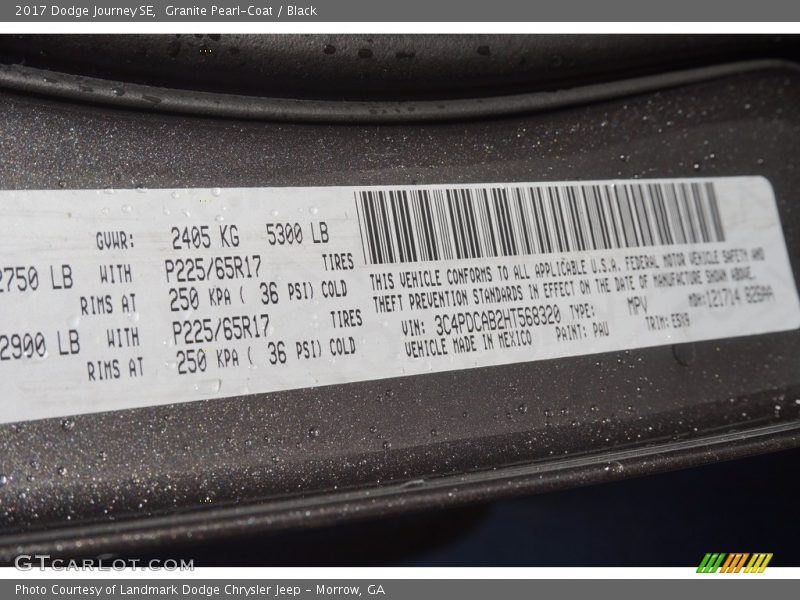 2017 Dodge Journey SE, Granite Pearl-Coat / Black
GVWR: 2405 KG 5300 LB
2750 LB WITH P225/65R17 TIRES
RIMS AT 250 KPA ( 36 PSI) COLD
2900 LB WITH P225/65R17 TIRES
RIMS AT 250 KPA ( 36 PSI) COLD
THIS VEHICLE CONFORMS TO ALL APPLICABLE U.S.A. FEDERAL MOTOR VEHICLE SAFETY AND
THEFT PREVENTION STANDARDS IN EFFECT ON THE DATE OF MANUFACTURE SHOWN ABOVE.
VIN: 3C4PDCAB2HT568320 TYPE: MPV MDH:121714
VEHICLE MADE IN MEXICO PAINT: PAU TRIM:
GTCARLOT.COM
Photo Courtesy of Landmark Dodge Chrysler Jeep - Morrow, GA